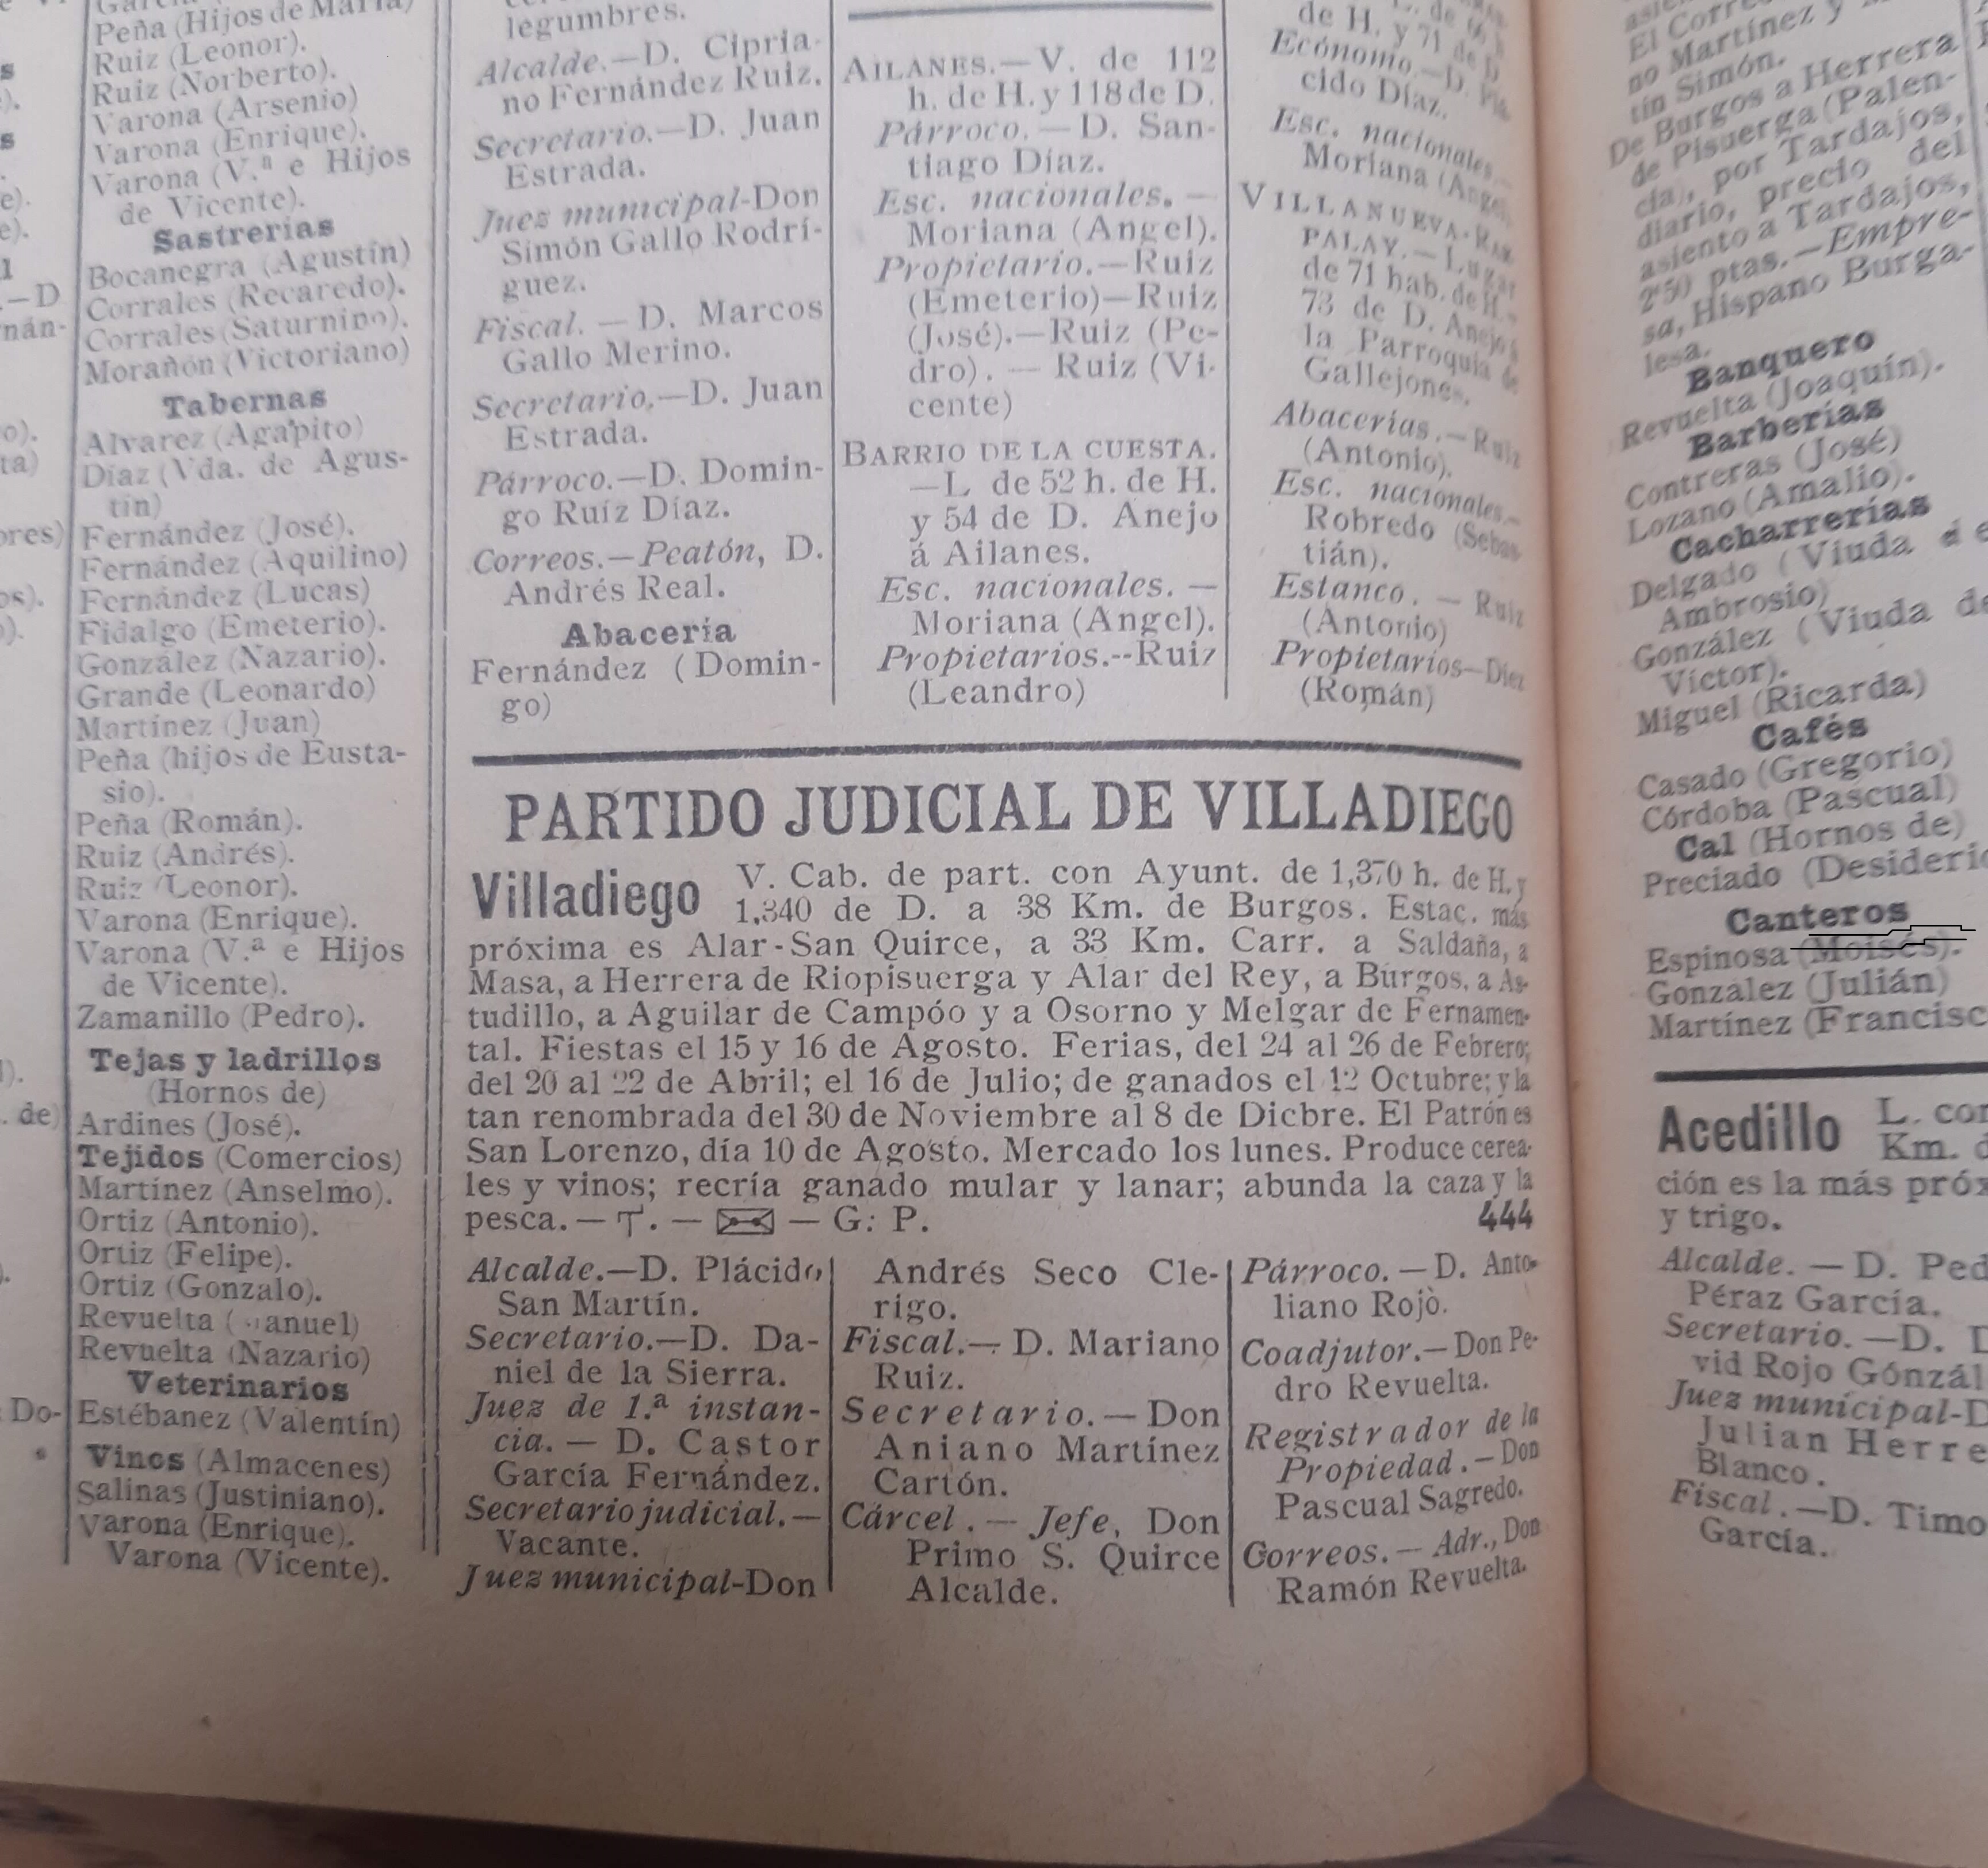 Peña (Hijos de María)
Ruiz (Leonor).
Ruiz (Norberto).
Varona (Arsenio)
Varona (Enrique).
Varona (V.ª e Hijos
de Vicente).
Sastrerías
Bocanegra (Agustín)
Corrales (Recaredo).
Corrales (Saturnino).
Morañón (Victoriano)
Tabernas
Alvarez (Agapito)
Díaz (Vda. de Agus-
tín)
Fernández (José).
Fernández (Aquilino)
Fernández (Lucas)
Fidalgo (Emeterio).
González (Nazario).
Grande (Leonardo)
Martínez (Juan)
Peña (hijos de Eusta-
sio).
Peña (Román).
Ruiz (Andrés).
Ruiz (Leonor).
Varona (Enrique).
Varona (V.ª e Hijos
de Vicente).
Zamanillo (Pedro).
Tejas y ladrillos
(Hornos de)
Ardines (José).
Tejidos (Comercios)
Martínez (Anselmo).
Ortiz (Antonio).
Ortiz (Felipe).
Ortiz (Gonzalo).
Revuelta ( anuel)
Revuelta (Nazario)
Veterinarios
Estébanez (Valentín)
Vinos (Almacenes)
Salinas (Justiniano).
Varona (Enrique).
Varona (Vicente).
legumbres.
Alcalde.—D. Cipria-
no Fernández Ruiz.
Secretario.—D. Juan
Estrada.
Juez municipal-Don
Simón Gallo Rodrí-
guez.
Fiscal. — D. Marcos
Gallo Merino.
Secretario.—D. Juan
Estrada.
Párroco.—D. Domin-
go Ruíz Díaz.
Correos.—Peatón, D.
Andrés Real.
Abacería
Fernández (Domin-
go)
AILANES.—V. de 112
h. de H. y 118 de D.
Párroco. — D. San-
tiago Díaz.
Esc. nacionales. —
Moriana (Angel).
Propietario.—Ruiz
(Emeterio)—Ruiz
(José).—Ruiz (Pe-
dro). — Ruiz (Vi-
cente)
BARRIO DE LA CUESTA.
—L de 52 h. de H.
y 54 de D. Anejo
á Ailanes.
Esc. nacionales. —
Moriana (Angel).
Propietarios.--Ruiz
(Leandro)
de H. y 71 de D.
Ecónomo.—D. Plá-
cido Díaz.
Esc. nacionales.—
Moriana (Angel).
VILLANUEVA-RAM
PALAY.—Lugar
de 71 hab. de H.
73 de D. Anejo á
la Parroquia de
Gallejones.
Abacerías.—Ruiz
(Antonio).
Esc. nacionales.—
Robredo (Sebas
tián).
Estanco. — Ruiz
(Antonio)
Propietarios—Díez
(Román)
PARTIDO JUDICIAL DE VILLADIEGO
Villadiego V. Cab. de part. con Ayunt. de 1,370 h. de H. y
1.340 de D. a 38 Km. de Burgos. Estac. más
próxima es Alar-San Quirce, a 33 Km. Carr. a Saldaña, a
Masa, a Herrera de Riopisuerga y Alar del Rey, a Burgos, a As-
tudillo, a Aguilar de Campóo y a Osorno y Melgar de Fernamen-
tal. Fiestas el 15 y 16 de Agosto. Ferias, del 24 al 26 de Febrero;
del 20 al 22 de Abril; el 16 de Julio; de ganados el 12 Octubre; y la
tan renombrada del 30 de Noviembre al 8 de Dicbre. El Patrón es
San Lorenzo, día 10 de Agosto. Mercado los lunes. Produce cerea-
les y vinos; recría ganado mular y lanar; abunda la caza y la
pesca. — T. — — G: P. 444
Alcalde.—D. Plácido
San Martín.
Secretario.—D. Da-
niel de la Sierra.
Juez de 1.ª instan-
cia. — D. Castor
García Fernández.
Secretario judicial.—
Vacante.
Juez municipal-Don
Andrés Seco Cle-
rigo.
Fiscal.— D. Mariano
Ruiz.
Secretario.—Don
Aniano Martínez
Cartón.
Cárcel. — Jefe, Don
Primo S. Quirce
Alcalde.
Párroco. — D. Anto-
liano Rojò.
Coadjutor.—Don Pe-
dro Revuelta.
Registrador de la
Propiedad.—Don
Pascual Sagredo.
Correos.— Adr., Don
Ramón Revuelta.
El Corre
no Martínez y
tín Simón.
De Burgos a Herrera
de Pisuerga (Palen-
cia), por Tardajos,
diario, precio del
asiento a Tardajos,
2'50 ptas.—Empre-
sa, Hispano Burga-
lesa.
Banquero
Revuelta (Joaquín).
Barberías
Contreras (José)
Lozano (Amalio).
Cacharrerías
Delgado (Viuda de
Ambrosio)
González (Viuda de
Víctor).
Miguel (Ricarda)
Cafés
Casado (Gregorio)
Córdoba (Pascual)
Cal (Hornos de)
Preciado (Desiderio
Canteros
Espinosa (Moisés).
González (Julián)
Martínez (Francisc
Acedillo L. con
Km. d
ción es la más próx
y trigo.
Alcalde. — D. Ped
Péraz García.
Secretario. —D. D
vid Rojo Gónzál
Juez municipal-D
Julian Herre
Blanco.
Fiscal.—D. Timo
García.